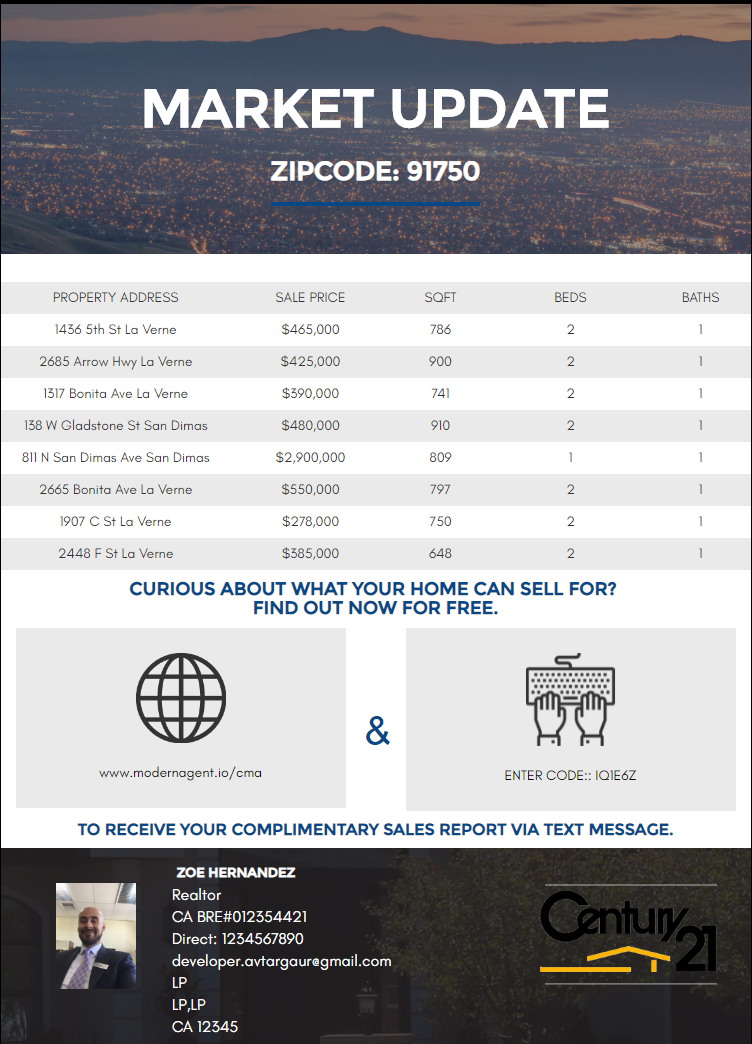 MARKET UPDATE
ZIPCODE: 91750
PROPERTY ADDRESS SALE PRICE SQFT BEDS BATHS
1436 5th St La Verne $465,000 786 2 1
2685 Arrow Hwy La Verne $425,000 900 2 1
1317 Bonita Ave La Verne $390,000 741 2 1
138 W Gladstone St San Dimas $480,000 910 2 1
811 N San Dimas Ave San Dimas $2,900,000 809 1 1
2665 Bonita Ave La Verne $550,000 797 2 1
1907 C St La Verne $278,000 750 2 1
2448 F St La Verne $385,000 648 2 1
CURIOUS ABOUT WHAT YOUR HOME CAN SELL FOR?
FIND OUT NOW FOR FREE.
&
www.modernagent.io/cma
ENTER CODE:: IQ1E6Z
TO RECEIVE YOUR COMPLIMENTARY SALES REPORT VIA TEXT MESSAGE.
ZOE HERNANDEZ
Realtor
CA BRE#012354421
Direct: 1234567890
developer.avtargaur@gmail.com
LP
LP,LP
CA 12345
Century
21